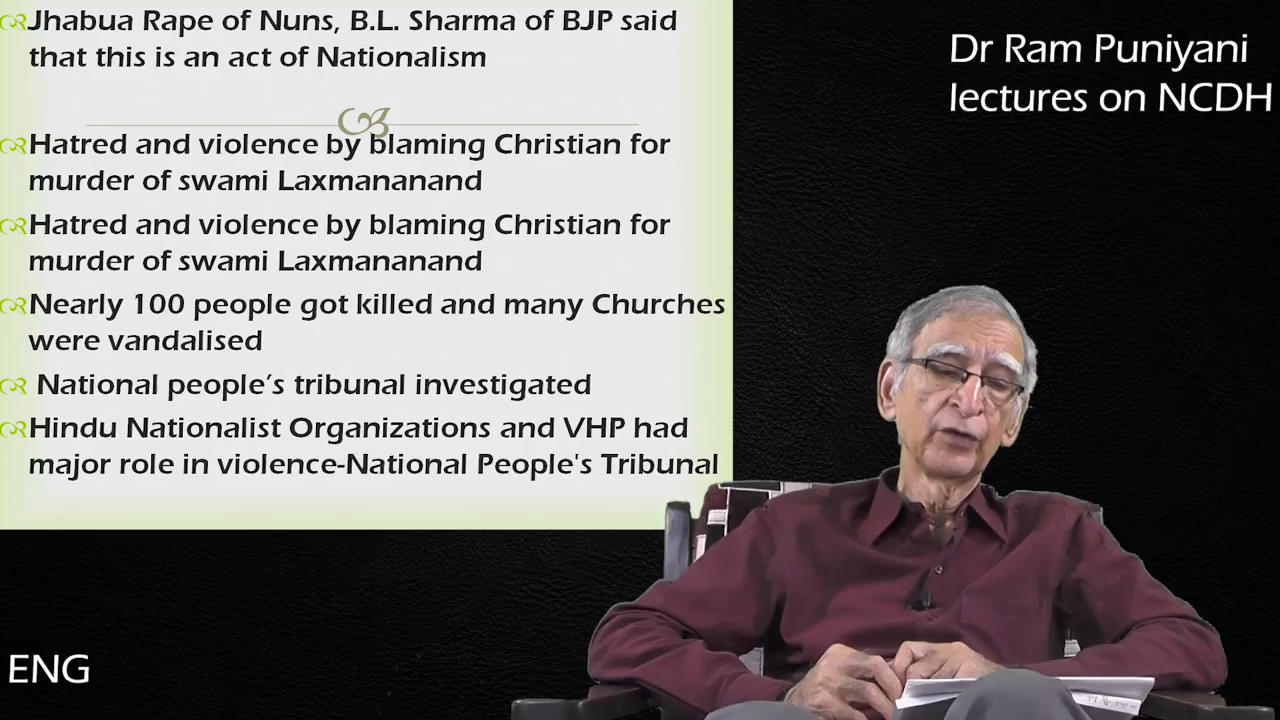 Jhabua Rape of Nuns, B.L. Sharma of BJP said
that this is an act of Nationalism
Hatred and violence by blaming Christian for
murder of swami Laxmananand
Hatred and violence by blaming Christian for
murder of swami Laxmananand
Nearly 100 people got killed and many Churches
were vandalised
National people’s tribunal investigated
Hindu Nationalist Organizations and VHP had
major role in violence-National People's Tribunal
Dr Ram Puniyani
lectures on NCDH
ENG